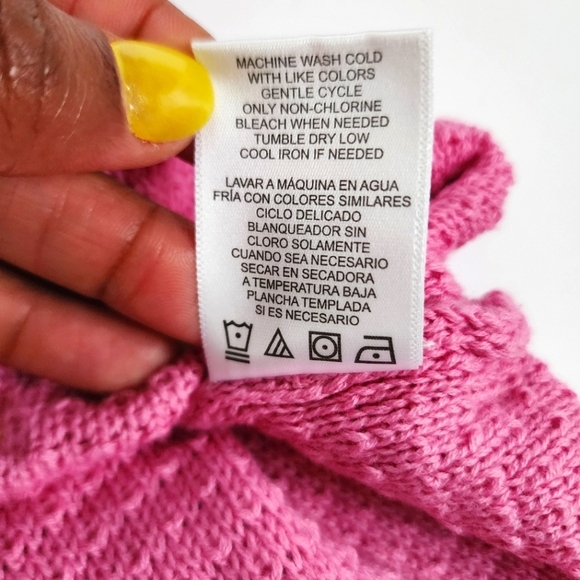 MACHINE WASH COLD
WITH LIKE COLORS
GENTLE CYCLE
ONLY NON-CHLORINE
BLEACH WHEN NEEDED
TUMBLE DRY LOW
COOL IRON IF NEEDED
LAVAR A MÁQUINA EN AGUA
FRÍA CON COLORES SIMILARES
CICLO DELICADO
BLANQUEADOR SIN
CLORO SOLAMENTE
CUANDO SEA NECESARIO
SECAR EN SECADORA
A TEMPERATURA BAJA
PLANCHA TEMPLADA
SI ES NECESARIO